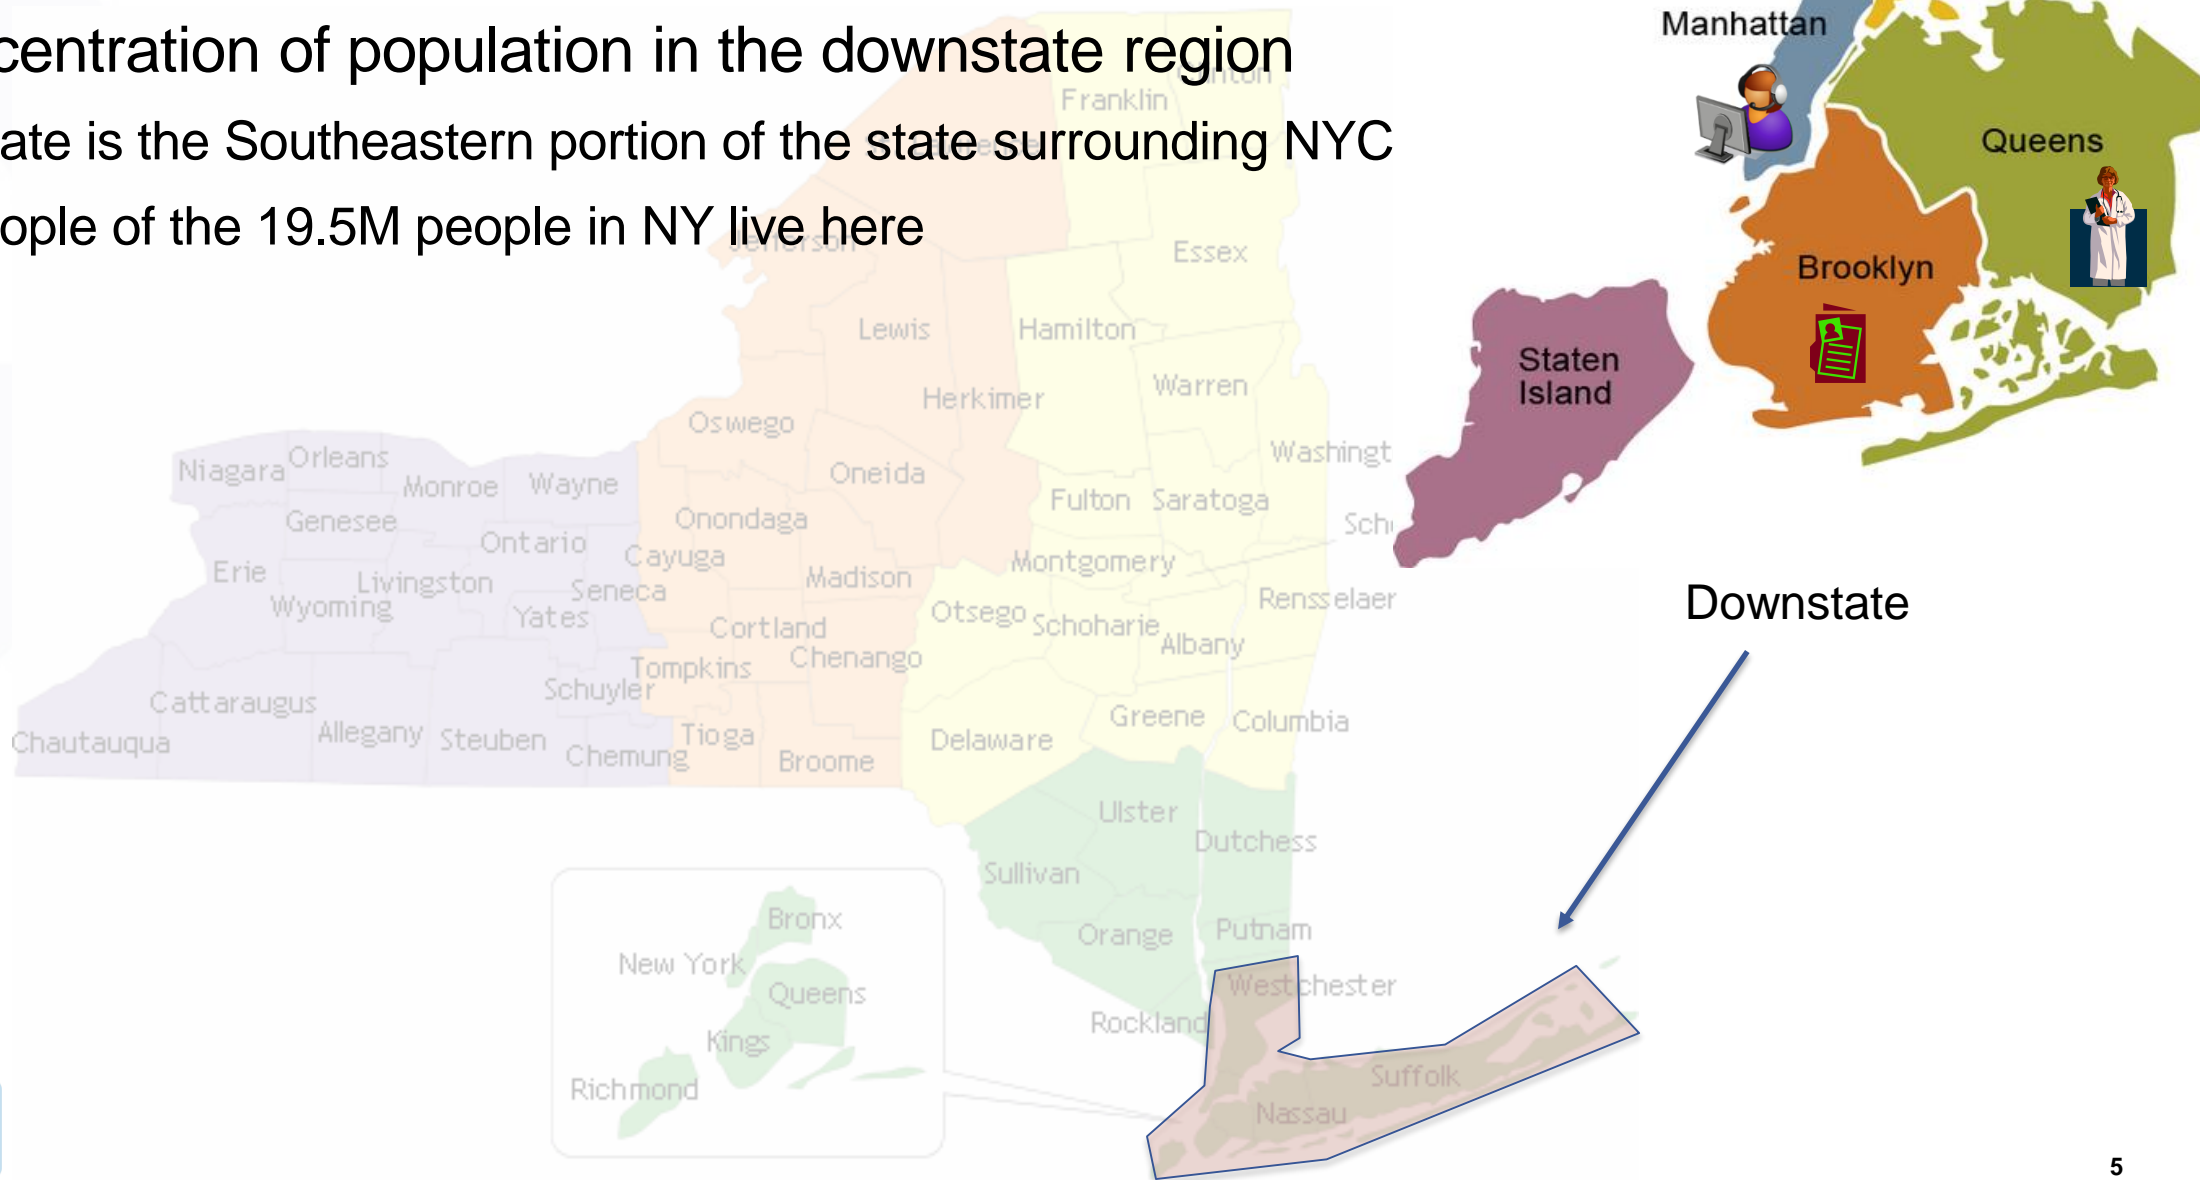 centration of population in the downstate region
ate is the Southeastern portion of the state surrounding NYC
ople of the 19.5M people in NY live here
Manhattan
Queens
Brooklyn
Staten
Island
Downstate
Clinton
Franklin
Jefferson
Essex
Lewis
Hamilton
Herkimer
Warren
Oswego
Washingt
Niagara
Orleans
Monroe
Wayne
Oneida
Fulton
Saratoga
Genesee
Onondaga
Sch
Ontario
Cayuga
Montgomery
Erie
Livingston
Seneca
Madison
Wyoming
Yates
Otsego
Schoharie
Rensselaer
Cortland
Albany
Tompkins
Chenango
Cattaraugus
Schuyler
Greene
Columbia
Chautauqua
Allegany
Steuben
Chemung
Tioga
Broome
Delaware
Ulster
Dutchess
Sullivan
Orange
Putnam
Westchester
Rockland
Suffolk
Nassau
Bronx
New York
Queens
Kings
Richmond
5